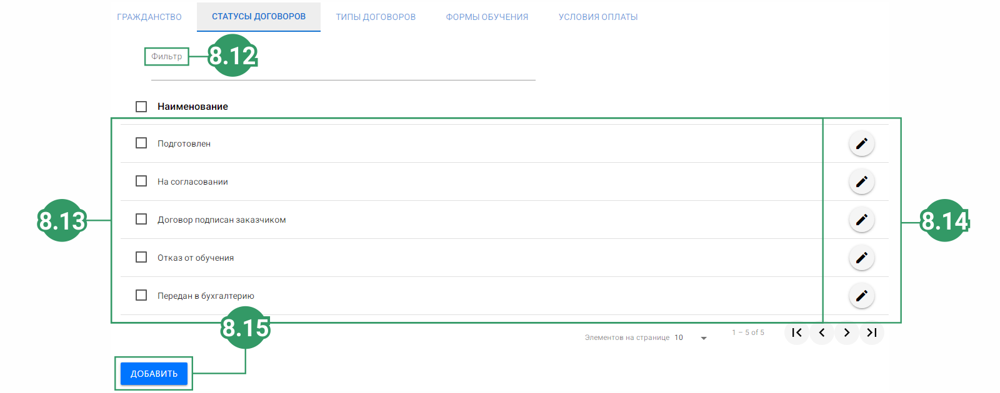 ГРАЖДАНСТВО СТАТУСЫ ДОГОВОРОВ ТИПЫ ДОГОВОРОВ ФОРМЫ ОБУЧЕНИЯ УСЛОВИЯ ОПЛАТЫ
Фильтр 8.12
Наименование
Подготовлен
На согласовании
8.13 Договор подписан заказчиком 8.14
Отказ от обучения
Передан в бухгалтерию
8.15
Элементов на странице 10 1 – 5 of 5
ДОБАВИТЬ